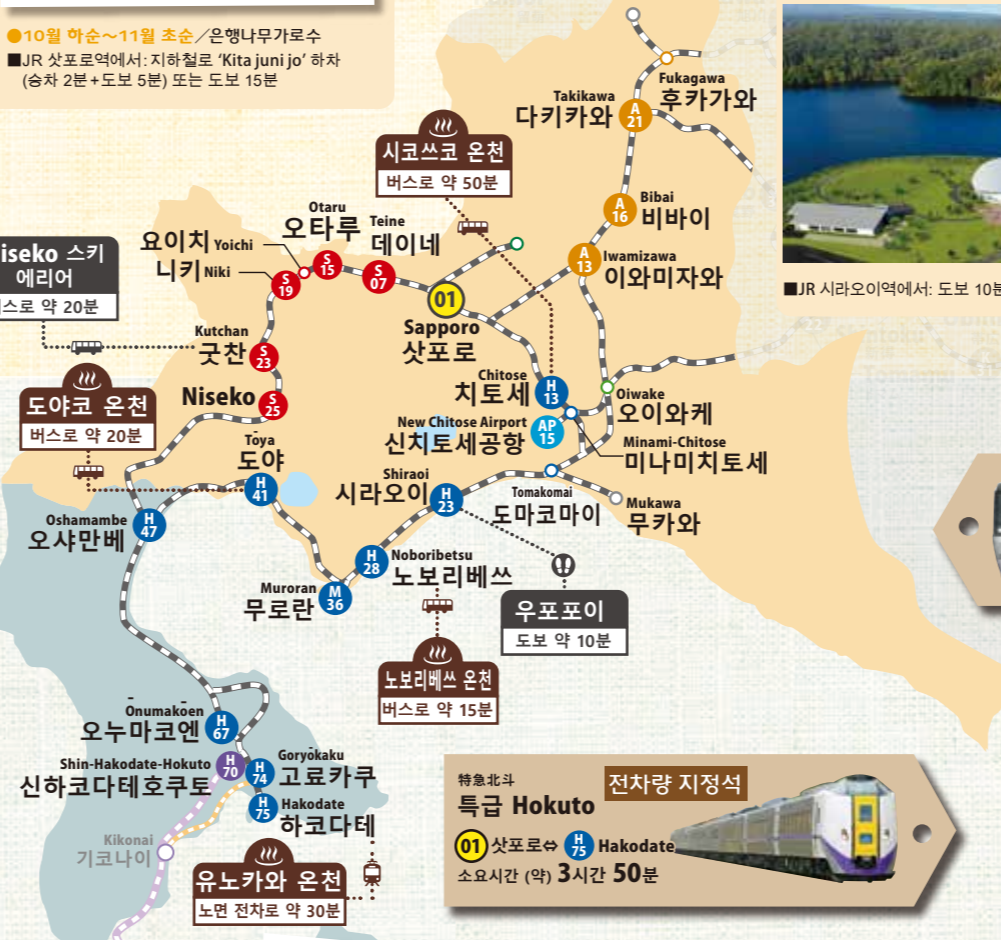 ●10월 하순~11월 초순/은행나무가로수
■JR 삿포로역에서: 지하철로 ‘Kita juni jo’ 하차
(승차 2분+도보 5분) 또는 도보 15분
Fukagawa
후카가와
Takikawa
다키카와
A
21
시코쓰코 온천
버스로 약 50분
Bibai
비바이
A
16
Otaru
오타루
Teine
데이네
요이치 Yoichi
니키 Niki
S
15
S
07
S
19
A
13
Iwamizawa
이와미자와
iseko 스키
에리어
스로 약 20분
■JR 시라오이역에서: 도보 10분
01
Sapporo
삿포로
Kutchan
굿찬
S
23
Niseko
S
25
Chitose
치토세
H
13
Oiwake
오이와케
도야코 온천
버스로 약 20분
New Chitose Airport
신치토세공항
AP
15
Minami-Chitose
미나미치토세
Tōya
도야
H
41
Shiraoi
시라오이
H
23
Tomakomai
도마코마이
Mukawa
무카와
Oshamambe
오샤만베
H
47
H
28
Noboribetsu
노보리베쓰
Muroran
무로란
M
36
우포포이
도보 약 10분
노보리베쓰 온천
버스로 약 15분
Ōnumakōen
오누마코엔
H
67
Shin-Hakodate-Hokuto
신하코다테호쿠토
H
70
H
74
Goryōkaku
고료카쿠
H
75
Hakodate
하코다테
Kikonai
기코나이
유노카와 온천
노면 전차로 약 30분
特急北斗
특급 Hokuto
전차량 지정석
01 삿포로⇔ H 75 Hakodate
소요시간 (약) 3시간 50분